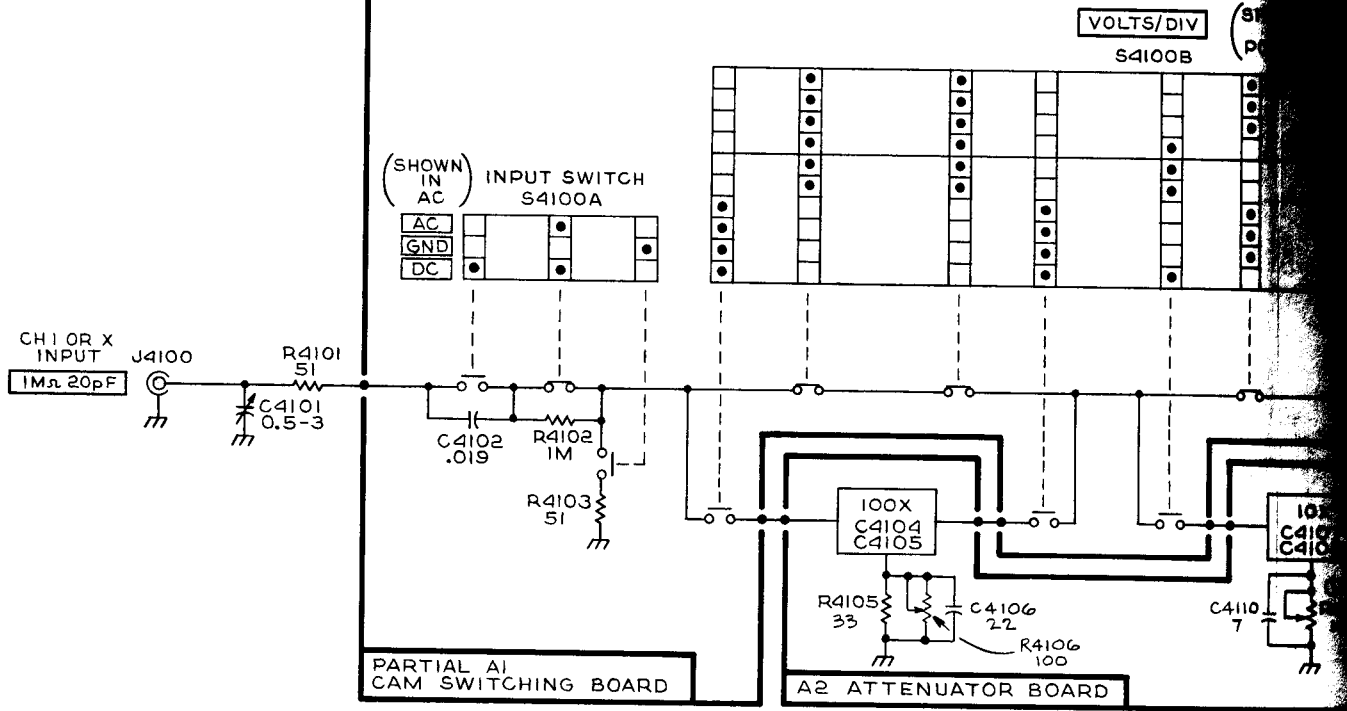 VOLTS/DIV
S4100B
(SHOWN
IN
AC)
INPUT SWITCH
S4100A
AC
GND
DC
CH 1 OR X
INPUT
1MΩ 20pF
J4100
R4101
51
C4101
0.5-3
C4102
.019
R4102
1M
R4103
51
100X
C4104
C4105
R4105
33
C4106
22
R4106
100
C4110
7
PARTIAL A1
CAM SWITCHING BOARD
A2 ATTENUATOR BOARD